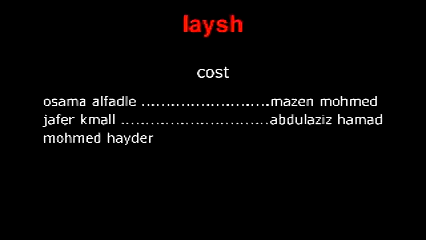 laysh
cost
osama alfadle ...........................mazen mohmed
jafer kmall ...............................abdulaziz hamad
mohmed hayder